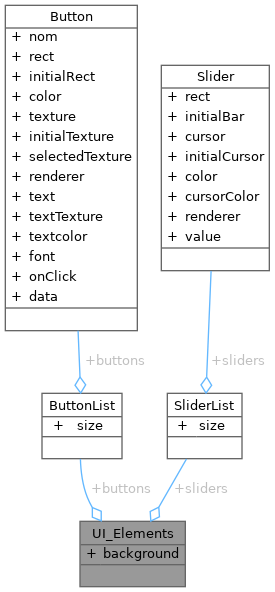 Button
+ nom
+ rect
+ initialRect
+ color
+ texture
+ initialTexture
+ selectedTexture
+ renderer
+ text
+ textTexture
+ textcolor
+ font
+ onClick
+ data
Slider
+ rect
+ initialBar
+ cursor
+ initialCursor
+ color
+ cursorColor
+ renderer
+ value
+buttons
+sliders
ButtonList
+ size
SliderList
+ size
+buttons
+sliders
UI_Elements
+ background